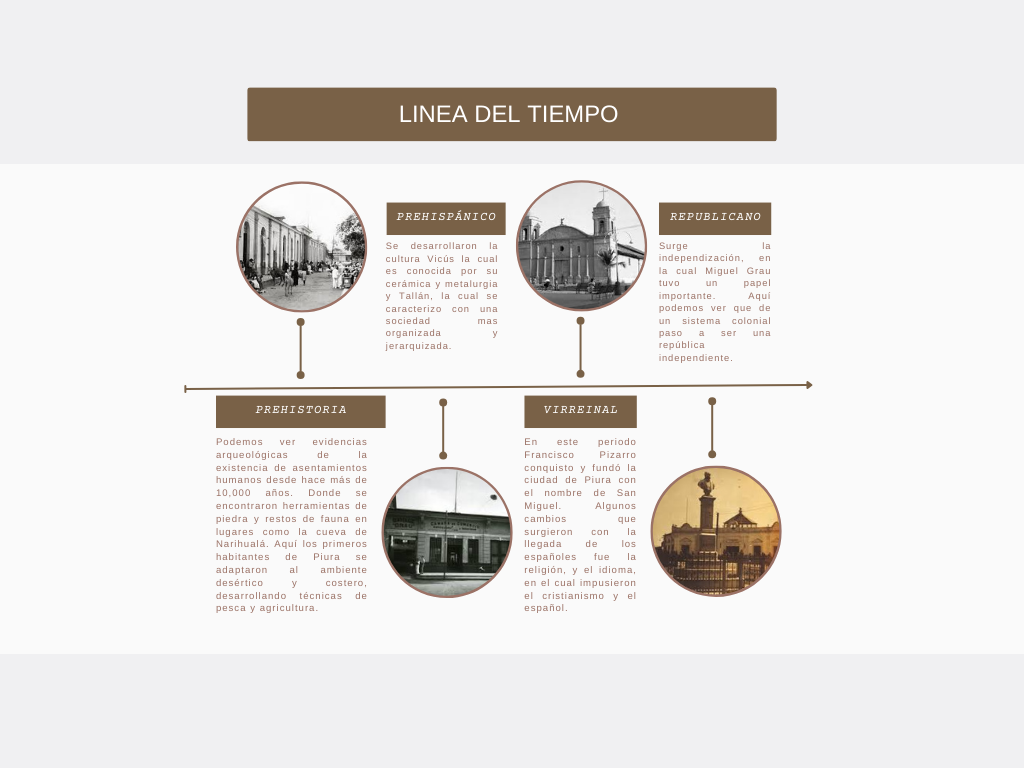 LINEA DEL TIEMPO
PREHISPÁNICO
Se desarrollaron la
cultura Vicús la cual
es conocida por su
cerámica y metalurgia
y Tallán, la cual se
caracterizo con una
sociedad mas
organizada y
jerarquizada.
REPUBLICANO
Surge la
independización, en
la cual Miguel Grau
tuvo un papel
importante. Aquí
podemos ver que de
un sistema colonial
paso a ser una
república
independiente.
PREHISTORIA
Podemos ver evidencias
arqueológicas de la
existencia de asentamientos
humanos desde hace más de
10,000 años. Donde se
encontraron herramientas de
piedra y restos de fauna en
lugares como la cueva de
Narihualá. Aquí los primeros
habitantes de Piura se
adaptaron al ambiente
desértico y costero,
desarrollando técnicas de
pesca y agricultura.
VIRREINAL
En este periodo
Francisco Pizarro
conquisto y fundó la
ciudad de Piura con
el nombre de San
Miguel. Algunos
cambios que
surgieron con la
llegada de los
españoles fue la
religión, y el idioma,
en el cual impusieron
el cristianismo y el
español.